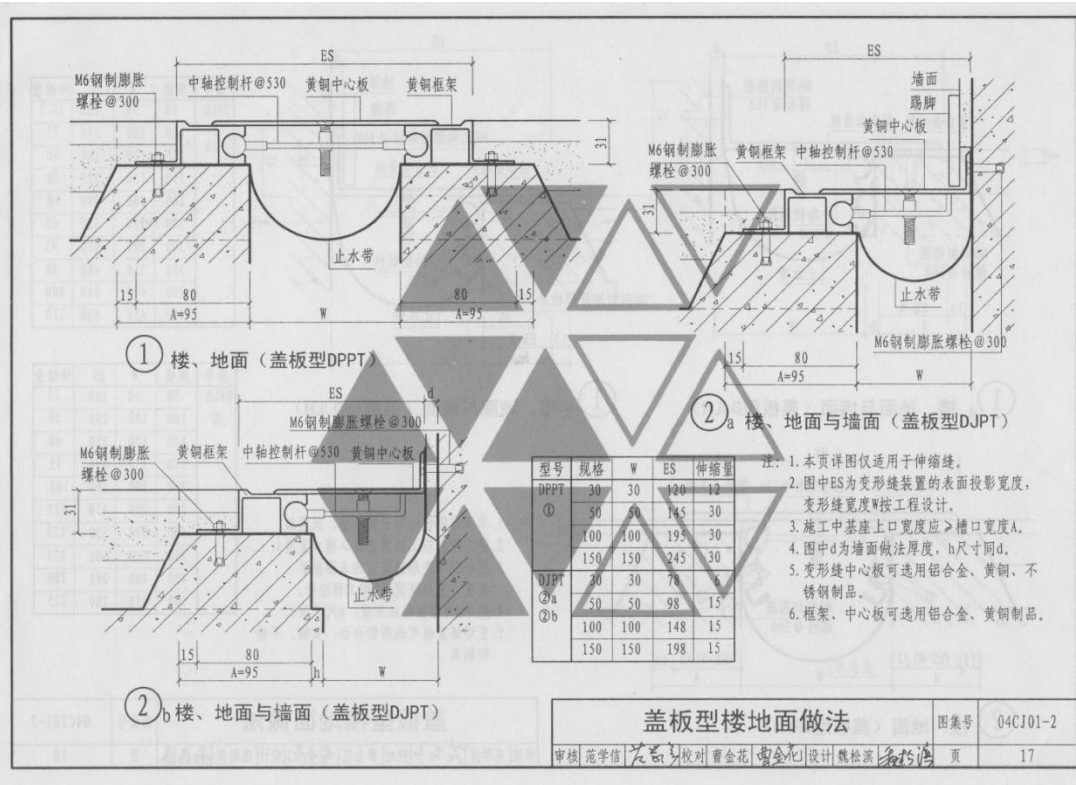 ES
M6钢制膨胀
螺栓@300
中轴控制杆@530
黄铜中心板
黄铜框架
31
止水带
15
80
A=95
W
80
15
A=95
① 楼、地面（盖板型DPPT）
ES
墙面
踢脚
黄铜中心板
M6钢制膨胀
螺栓@300
黄铜框架
中轴控制杆@530
31
止水带
M6钢制膨胀螺栓@300
15
80
A=95
W
②a 楼、地面与墙面（盖板型DJPT）
ES
d
M6钢制膨胀螺栓@300
M6钢制膨胀
螺栓@300
黄铜框架
中轴控制杆@530
黄铜中心板
31
止水带
15
80
A=95
h
W
②b 楼、地面与墙面（盖板型DJPT）
型号 规格 W ES 伸缩量
DPPT 30 30 120 12
① 50 50 145 30
100 100 195 30
150 150 245 30
DJPT 30 30 78 6
②a 50 50 98 15
②b
100 100 148 15
150 150 198 15
注：1.本页详图仅适用于伸缩缝。
2.图中ES为变形缝装置的表面投影宽度，
变形缝宽度W按工程设计。
3.施工中基座上口宽度应≥槽口宽度A。
4.图中d为墙面做法厚度，h尺寸同d。
5.变形缝中心板可选用铝合金、黄铜、不
锈钢制品。
6.框架、中心板可选用铝合金、黄铜制品。
盖板型楼地面做法
图集号 04CJ01-2
审核 范学信 校对 曹金花 曹金花 设计 魏松滨 页 17